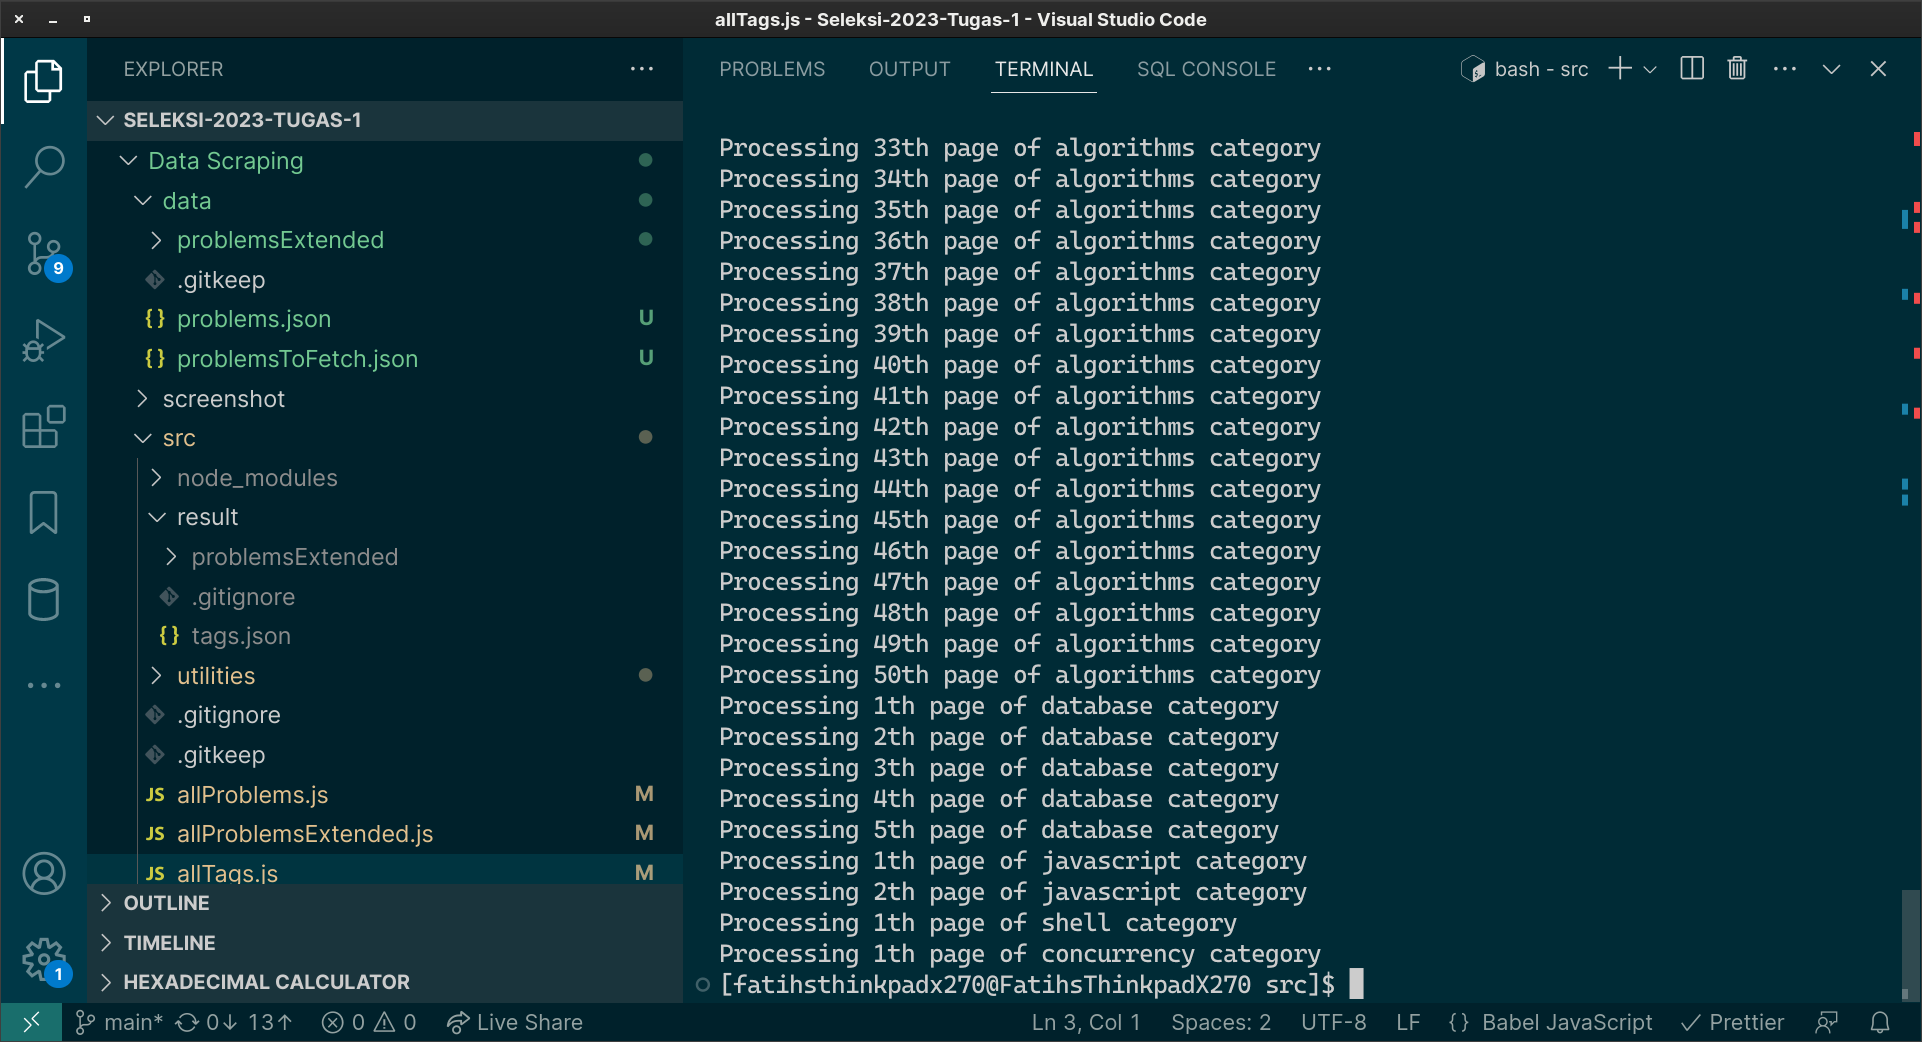 allTags.js - Seleksi-2023-Tugas-1 - Visual Studio Code
EXPLORER
SELEKSI-2023-TUGAS-1
Data Scraping
data
problemsExtended
.gitkeep
{} problems.json U
{} problemsToFetch.json U
screenshot
src
node_modules
result
problemsExtended
.gitignore
{} tags.json
utilities
.gitignore
.gitkeep
JS allProblems.js M
JS allProblemsExtended.js M
JS allTags.js M
OUTLINE
TIMELINE
HEXADECIMAL CALCULATOR
9
1
PROBLEMS OUTPUT TERMINAL SQL CONSOLE bash - src
Processing 33th page of algorithms category
Processing 34th page of algorithms category
Processing 35th page of algorithms category
Processing 36th page of algorithms category
Processing 37th page of algorithms category
Processing 38th page of algorithms category
Processing 39th page of algorithms category
Processing 40th page of algorithms category
Processing 41th page of algorithms category
Processing 42th page of algorithms category
Processing 43th page of algorithms category
Processing 44th page of algorithms category
Processing 45th page of algorithms category
Processing 46th page of algorithms category
Processing 47th page of algorithms category
Processing 48th page of algorithms category
Processing 49th page of algorithms category
Processing 50th page of algorithms category
Processing 1th page of database category
Processing 2th page of database category
Processing 3th page of database category
Processing 4th page of database category
Processing 5th page of database category
Processing 1th page of javascript category
Processing 2th page of javascript category
Processing 1th page of shell category
Processing 1th page of concurrency category
[fatihsthinkpadx270@FatihsThinkpadX270 src]$
main* 0↓ 13↑ 0 0 Live Share Ln 3, Col 1 Spaces: 2 UTF-8 LF {} Babel JavaScript Prettier